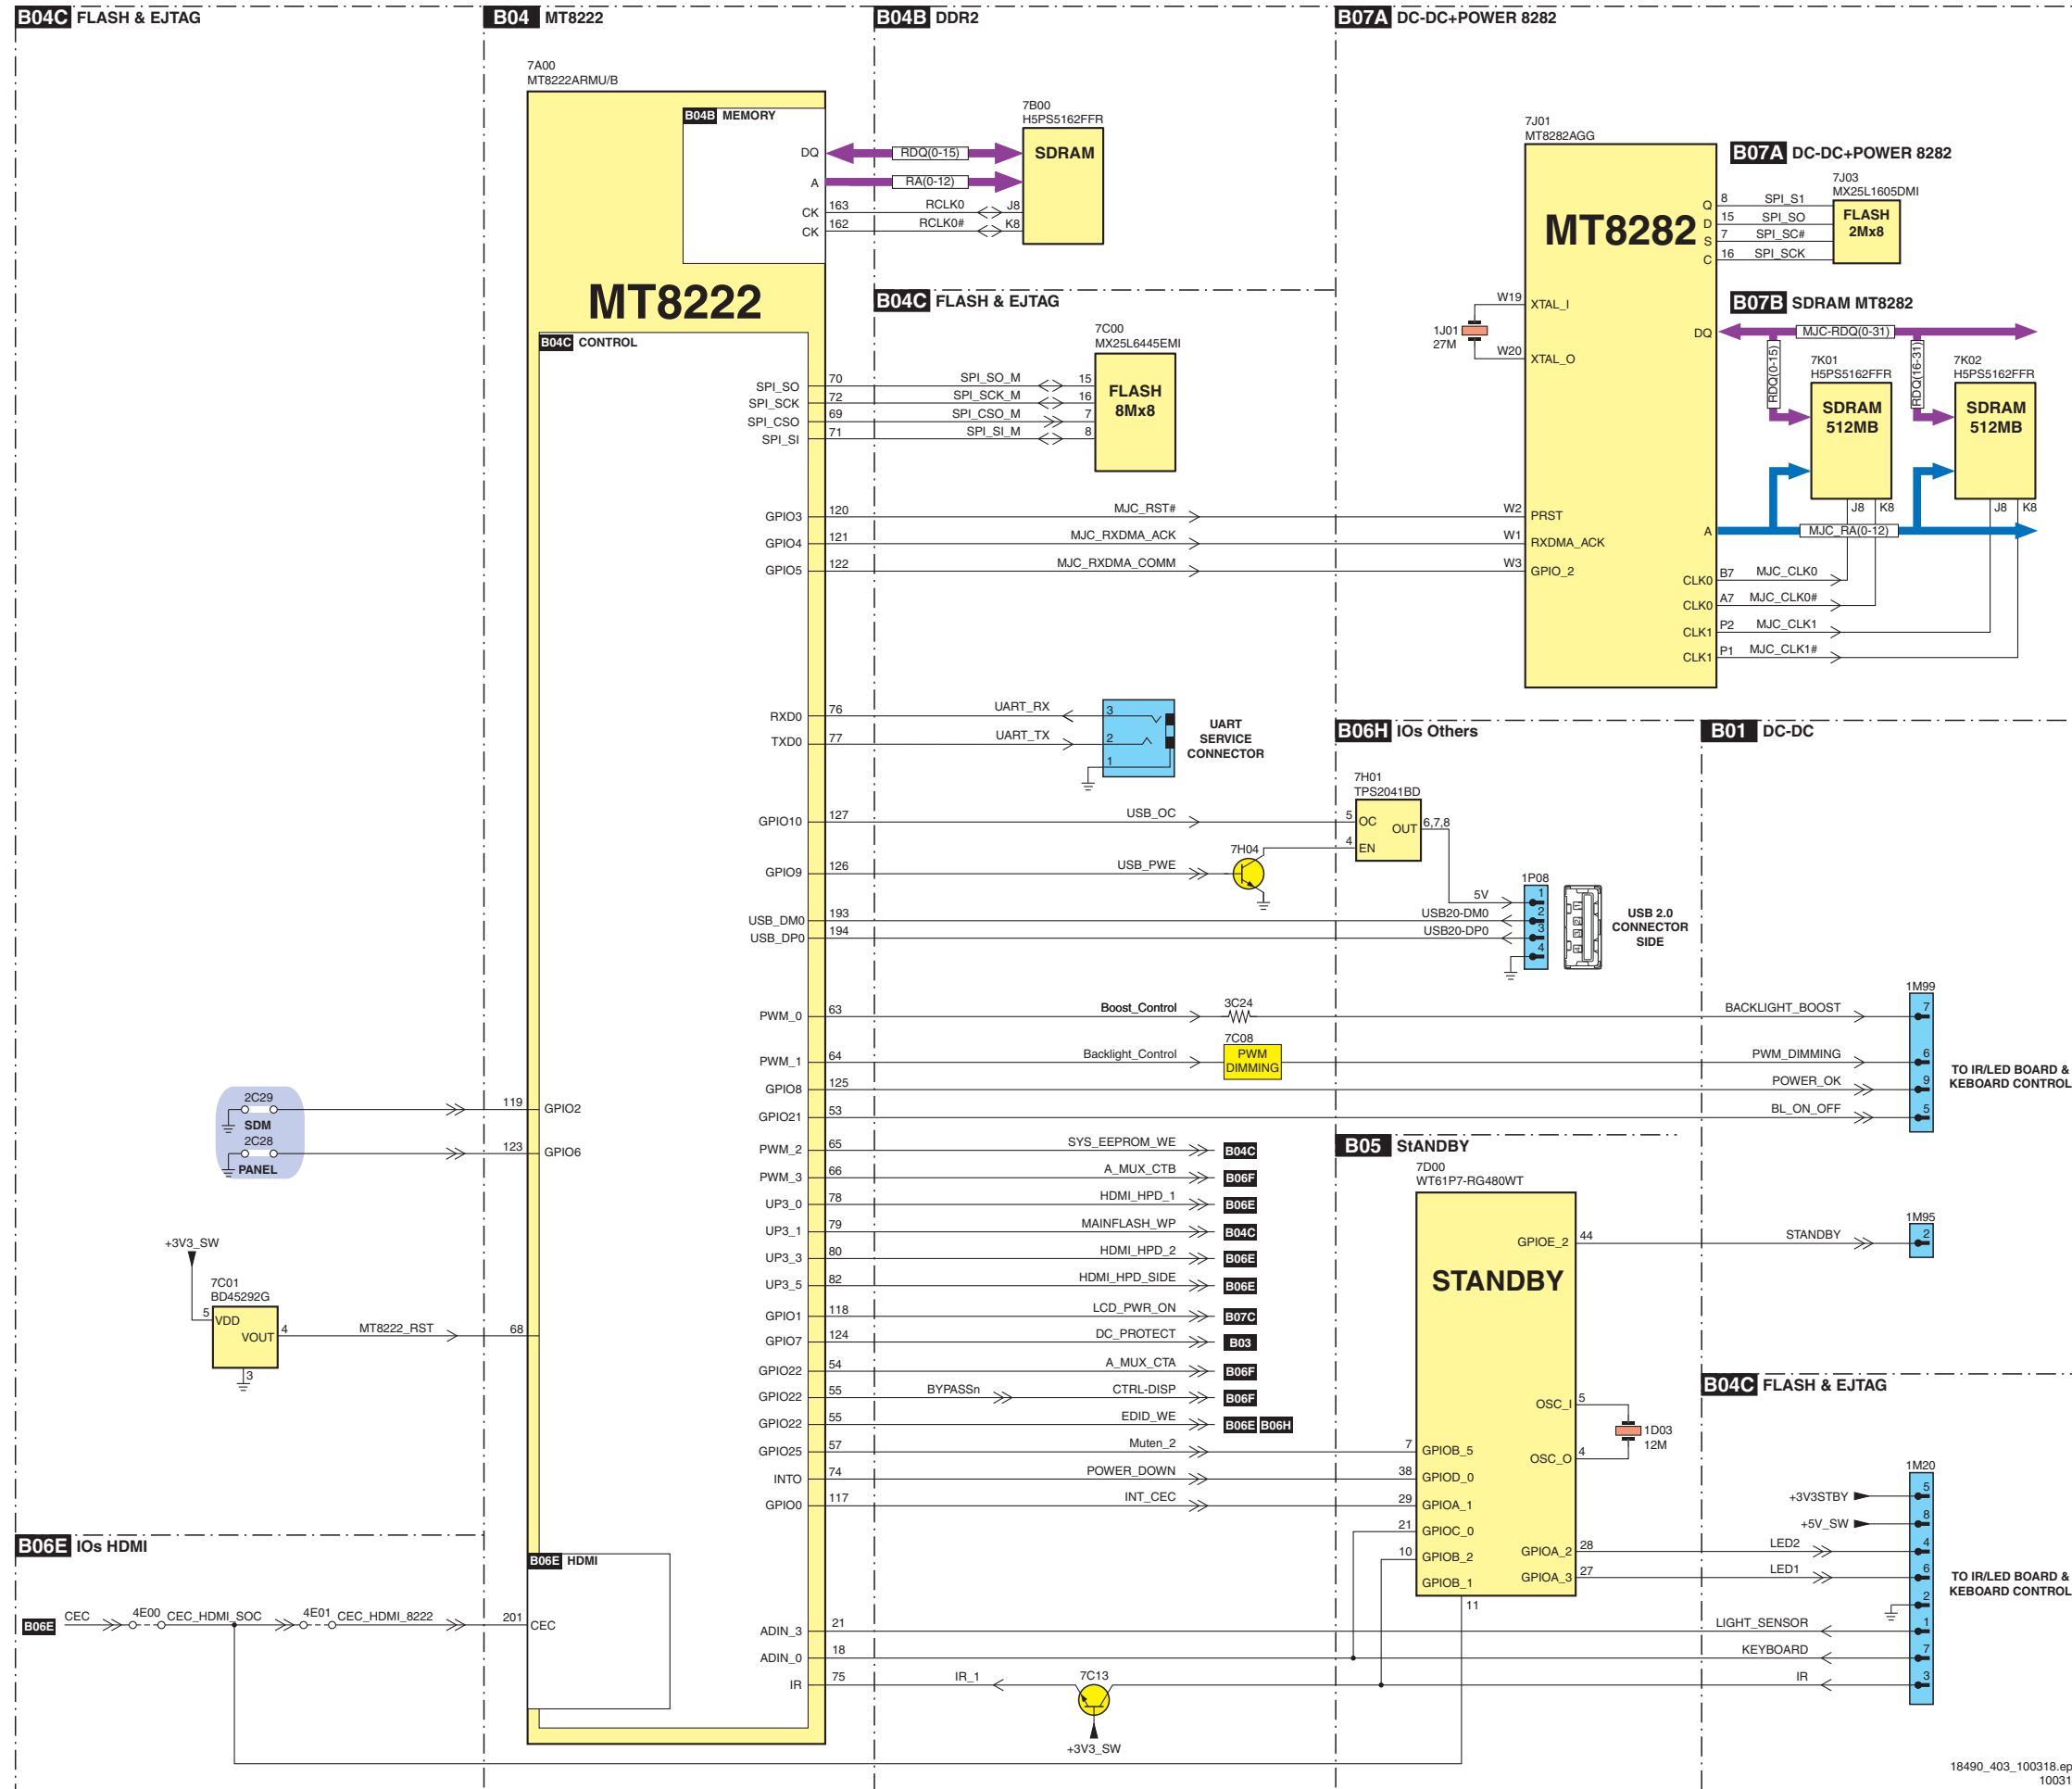 B04C FLASH & EJTAG
B04 MT8222
B04B DDR2
B07A DC-DC+POWER 8282
7A00
MT8222ARMU/B
B04B MEMORY
DQ
A
CK
CK
163
162
RDQ(0-15)
RA(0-12)
RCLK0
RCLK0#
J8
K8
7B00
H5PS5162FFR
SDRAM
MT8222
B04C CONTROL
B04C FLASH & EJTAG
7C00
MX25L6445EMI
FLASH
8Mx8
SPI_SO 70 SPI_SO_M 15
SPI_SCK 72 SPI_SCK_M 16
SPI_CSO 69 SPI_CSO_M 7
SPI_SI 71 SPI_SI_M 8
7J01
MT8282AGG
MT8282
B07A DC-DC+POWER 8282
7J03
MX25L1605DMI
FLASH
2Mx8
Q 8 SPI_S1
D 15 SPI_SO
S 7 SPI_SC#
C 16 SPI_SCK
1J01
27M
W19 XTAL_I
W20 XTAL_O
B07B SDRAM MT8282
DQ
MJC-RDQ(0-31)
RDQ(0-15)
RDQ(16-31)
7K01
H5PS5162FFR
SDRAM
512MB
7K02
H5PS5162FFR
SDRAM
512MB
J8 K8
J8 K8
A
MJC_RA(0-12)
GPIO3 120 MJC_RST# W2 PRST
GPIO4 121 MJC_RXDMA_ACK W1 RXDMA_ACK
GPIO5 122 MJC_RXDMA_COMM W3 GPIO_2
CLK0 B7 MJC_CLK0
CLK0 A7 MJC_CLK0#
CLK1 P2 MJC_CLK1
CLK1 P1 MJC_CLK1#
RXD0 76 UART_RX 3
TXD0 77 UART_TX 2
1
UART
SERVICE
CONNECTOR
B06H IOs Others
B01 DC-DC
7H01
TPS2041BD
GPIO10 127 USB_OC 5 OC
OUT 6,7,8
4 EN
GPIO9 126 USB_PWE 7H04
1P08
5V 1
USB_DM0 193 USB20-DM0 2
USB_DP0 194 USB20-DP0 3
4
USB 2.0
CONNECTOR
SIDE
1M99
PWM_0 63 Boost_Control 3C24 BACKLIGHT_BOOST 7
7C08
PWM_1 64 Backlight_Control PWM DIMMING PWM_DIMMING 6
GPIO8 125 POWER_OK 9
GPIO21 53 BL_ON_OFF 5
TO IR/LED BOARD &
KEBOARD CONTROL
2C29
SDM
119 GPIO2
2C28
PANEL
123 GPIO6
PWM_2 65 SYS_EEPROM_WE B04C
PWM_3 66 A_MUX_CTB B06F
UP3_0 78 HDMI_HPD_1 B06E
UP3_1 79 MAINFLASH_WP B04C
UP3_3 80 HDMI_HPD_2 B06E
UP3_5 82 HDMI_HPD_SIDE B06E
GPIO1 118 LCD_PWR_ON B07C
GPIO7 124 DC_PROTECT B03
GPIO22 54 A_MUX_CTA B06F
GPIO22 55 BYPASSn CTRL-DISP B06F
GPIO22 55 EDID_WE B06E B06H
GPIO25 57 Muten_2 7 GPIOB_5
INTO 74 POWER_DOWN 38 GPIOD_0
GPIO0 117 INT_CEC 29 GPIOA_1
21 GPIOC_0
10 GPIOB_2
GPIOB_1
11
+3V3_SW
7C01
BD45292G
5 VDD
VOUT 4
3
MT8222_RST 68
B05 StANDBY
7D00
WT61P7-RG480WT
STANDBY
GPIOE_2 44 STANDBY
1M95
2
OSC_I 5
OSC_O 4
1D03
12M
B04C FLASH & EJTAG
1M20
+3V3STBY 5
+5V_SW 8
GPIOA_2 28 LED2 4
GPIOA_3 27 LED1 6
2
TO IR/LED BOARD &
KEBOARD CONTROL
B06E IOs HDMI
B06E HDMI
B06E CEC 4E00 CEC_HDMI_SOC 4E01 CEC_HDMI_8222 201 CEC
ADIN_3 21 LIGHT_SENSOR 1
ADIN_0 18 KEYBOARD 7
IR 75 IR_1 7C13 IR 3
+3V3_SW
18490_403_100318.ep
10031